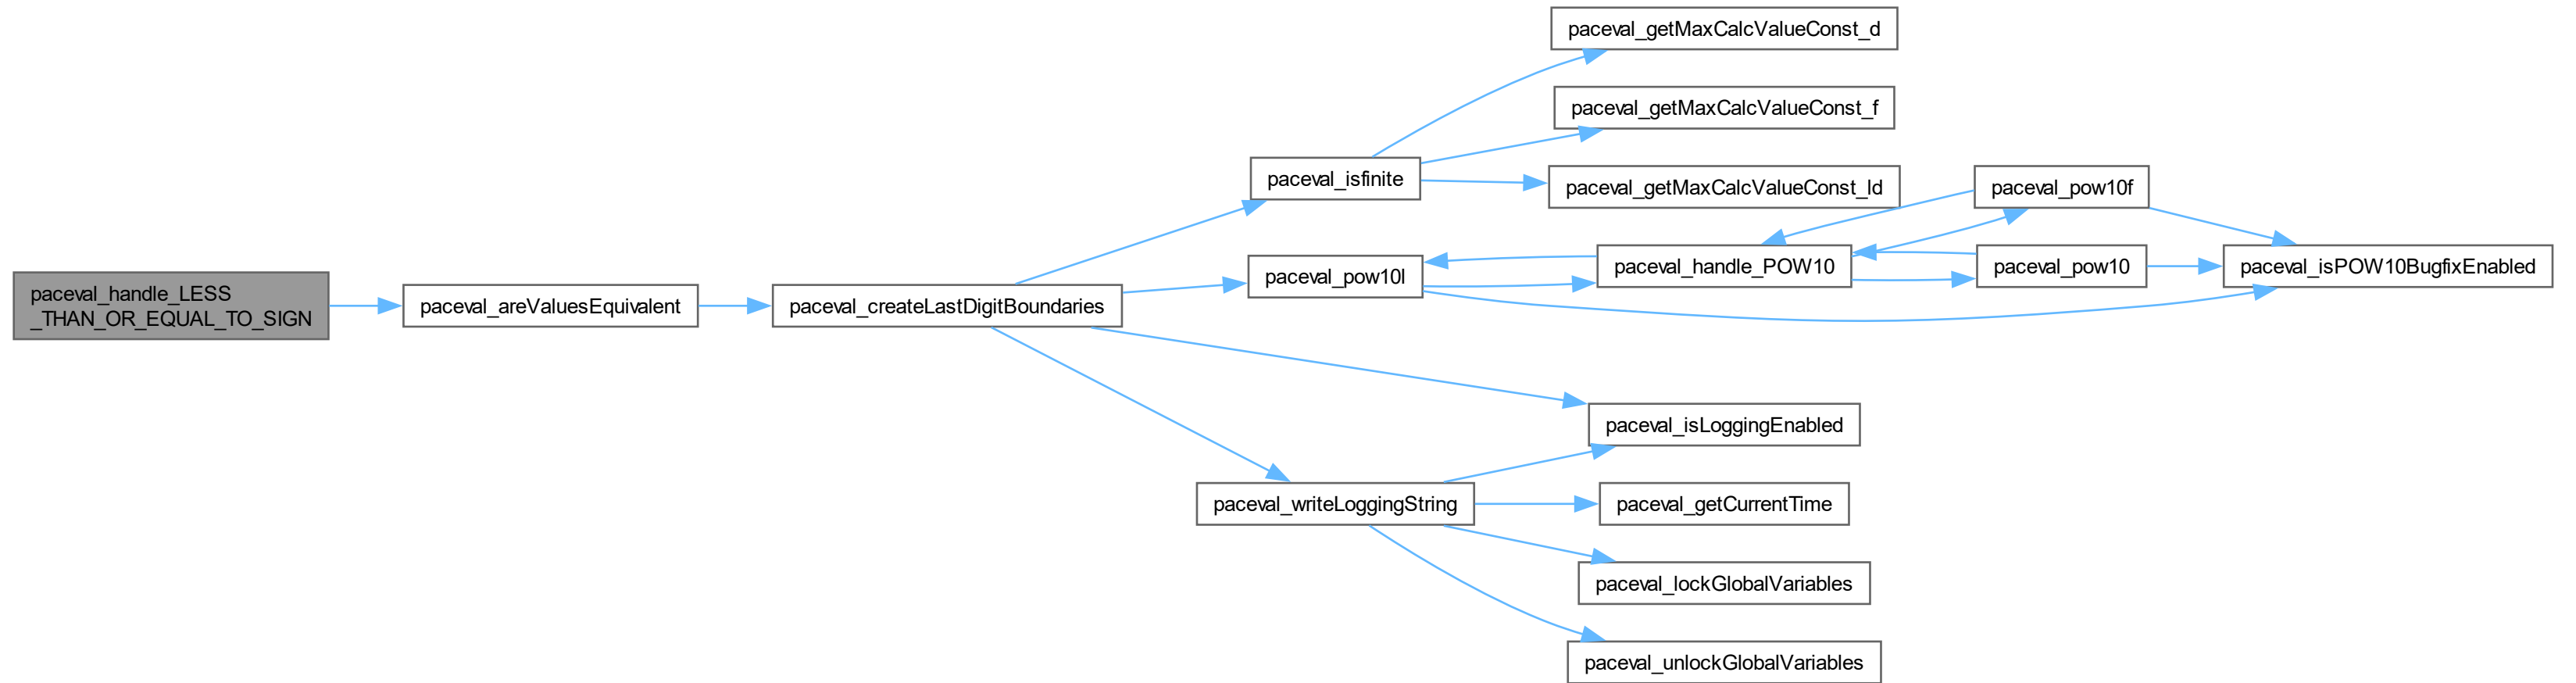 paceval_handle_LESS
_THAN_OR_EQUAL_TO_SIGN
paceval_areValuesEquivalent
paceval_createLastDigitBoundaries
paceval_isfinite
paceval_getMaxCalcValueConst_d
paceval_getMaxCalcValueConst_f
paceval_getMaxCalcValueConst_ld
paceval_pow10l
paceval_handle_POW10
paceval_pow10f
paceval_pow10
paceval_isPOW10BugfixEnabled
paceval_isLoggingEnabled
paceval_writeLoggingString
paceval_getCurrentTime
paceval_lockGlobalVariables
paceval_unlockGlobalVariables